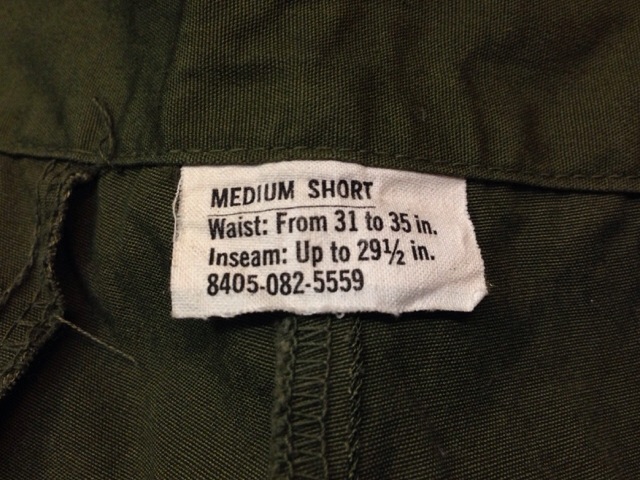 MEDIUM SHORT
Waist: From 31 to 35 in.
Inseam: Up to 29½ in.
8405-082-5559